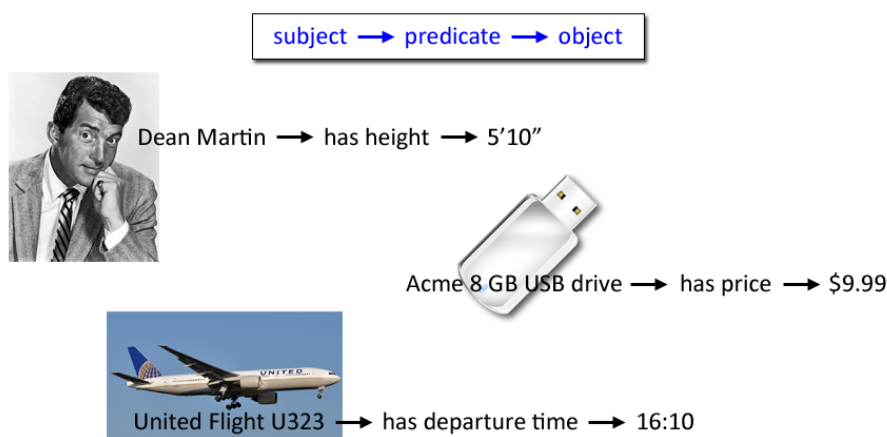 subject → predicate → object
Dean Martin → has height → 5’10”
Acme 8 GB USB drive → has price → $9.99
UNITED
United Flight U323 → has departure time → 16:10